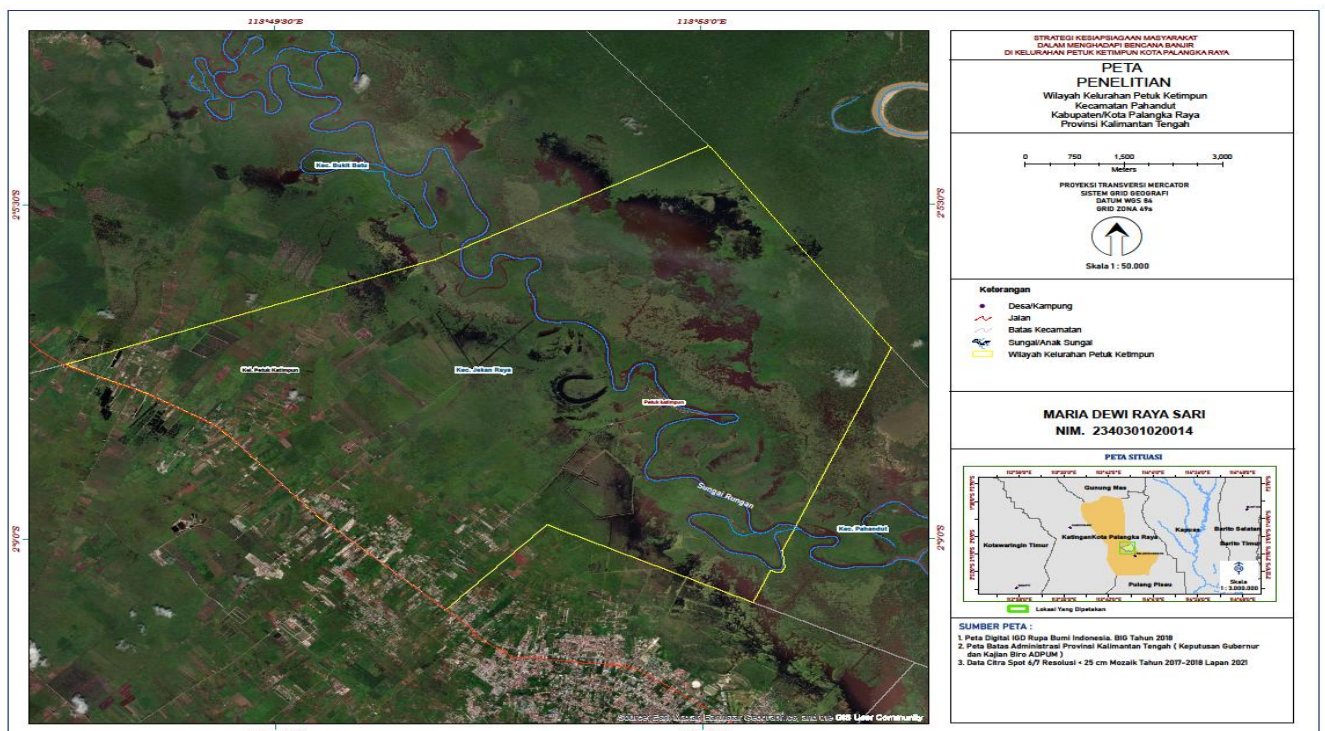 113°49'30"E
113°53'0"E
2°5'30"S
2°9'0"S
Kec. Bukit Batu
Kel. Petuk Ketimpun
Kec. Jekan Raya
Petuk ketimpun
Sungai Rungan
Kec. Pahandut
2°5'30"S
2°9'0"S
GIS User Community
STRATEGI KESIAPSIAGAAN MASYARAKAT
DALAM MENGHADAPI BENCANA BANJIR
DI KELURAHAN PETUK KETIMPUN KOTA PALANGKA RAYA
PETA
PENELITIAN
Wilayah Kelurahan Petuk Ketimpun
Kecamatan Pahandut
Kabupaten/Kota Palangka Raya
Provinsi Kalimantan Tengah
0 750 1,500 3,000
Meters
PROYEKSI TRANSVERSI MERCATOR
SISTEM GRID GEOGRAFI
DATUM WGS 84
GRID ZONA 49s
Skala 1 : 50.000
Keterangan
Desa/Kampung
Jalan
Batas Kecamatan
Sungai/Anak Sungai
Wilayah Kelurahan Petuk Ketimpun
MARIA DEWI RAYA SARI
NIM. 2340301020014
PETA SITUASI
Gunung Mas
Kapuas
Barito Selatan
Katingan
Kota Palangka Raya
Kotawaringin Timur
Barito Timur
Pulang Pisau
Skala
1 : 3.000.000
Lokasi Yang Dipetakan
SUMBER PETA :
1. Peta Digital IGD Rupa Bumi Indonesia. BIG Tahun 2018
2. Peta Batas Administrasi Provinsi Kalimantan Tengah ( Keputusan Gubernur
dan Kajian Biro ADPUM )
3. Data Citra Spot 6/7 Resolusi < 25 cm Mozaik Tahun 2017-2018 Lapan 2021